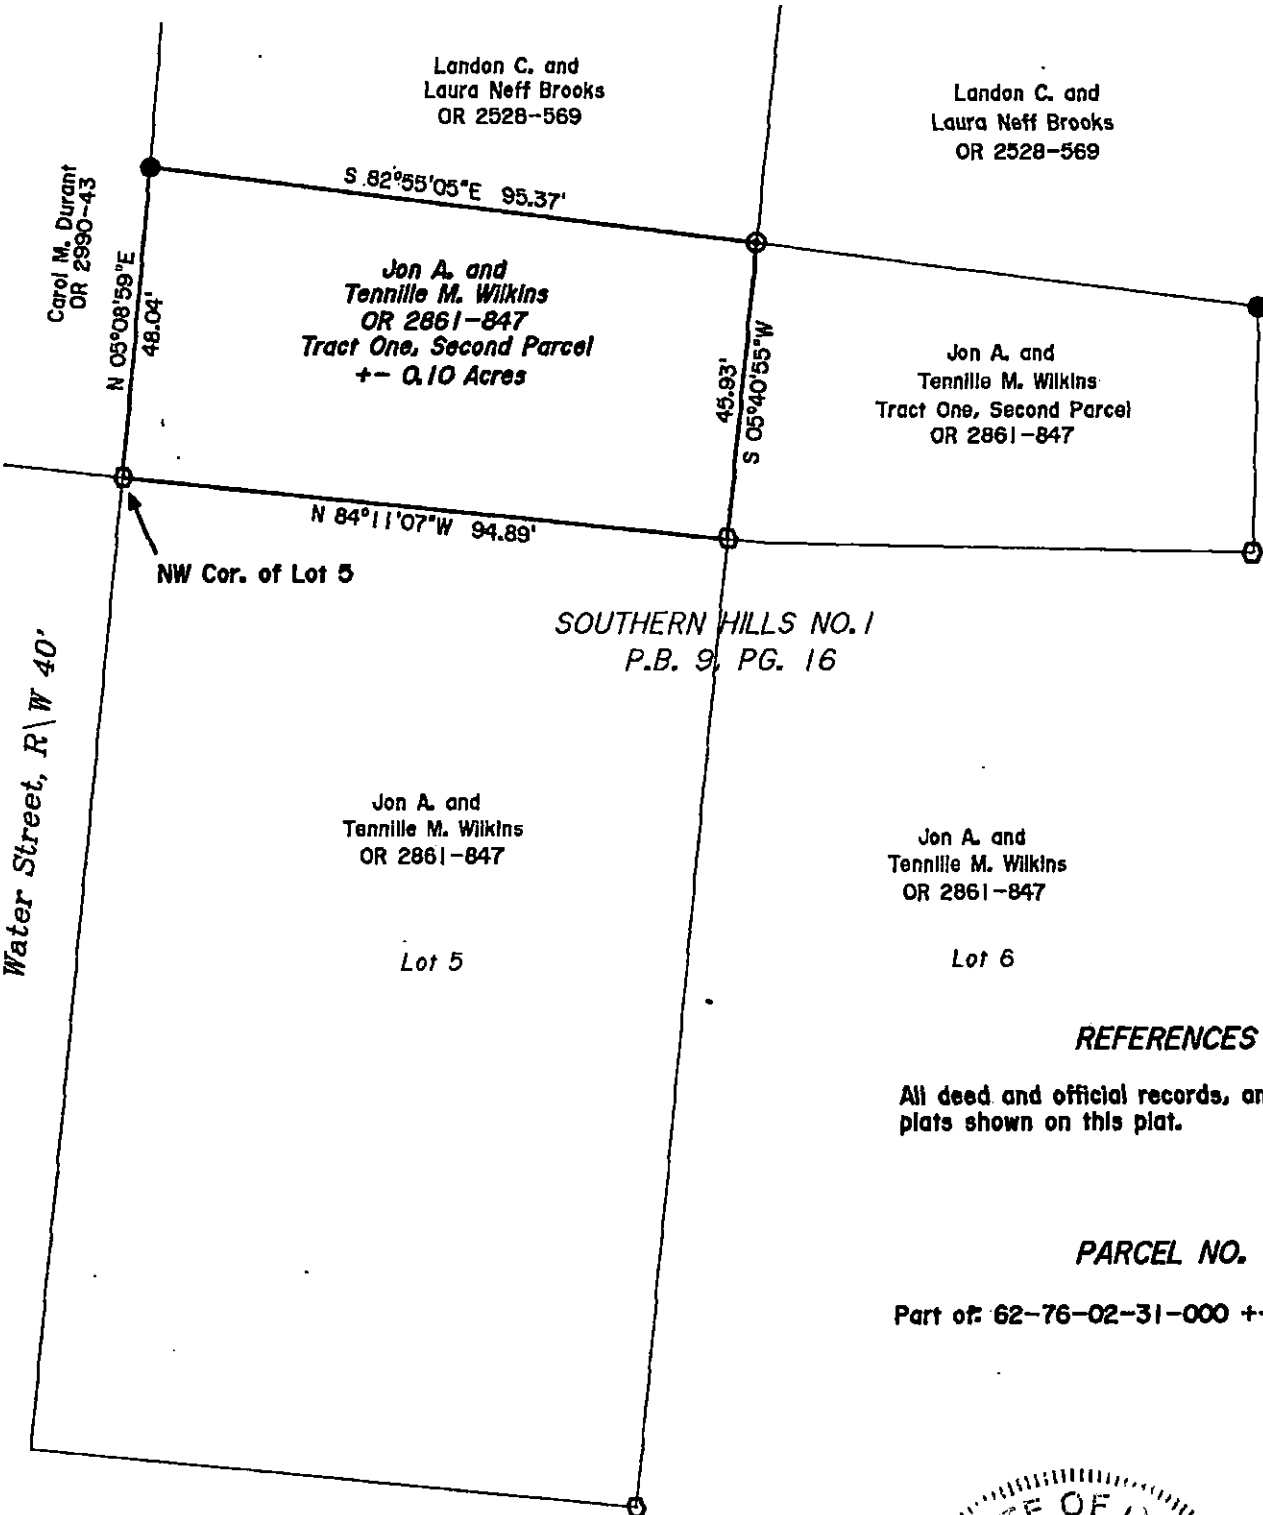 Landon C. and
Laura Neff Brooks
OR 2528-569
Landon C. and
Laura Neff Brooks
OR 2528-569
Carol M. Durant
OR 2990-43
S 82°55'05"E 95.37'
N 05°08'59"E
48.04'
Jon A. and
Tennille M. Wilkins
OR 2861-847
Tract One, Second Parcel
+- 0.10 Acres
45.93'
S 05°40'55"W
Jon A. and
Tennille M. Wilkins
Tract One, Second Parcel
OR 2861-847
N 84°11'07"W 94.89'
NW Cor. of Lot 5
SOUTHERN HILLS NO. 1
P.B. 9, PG. 16
Water Street, R\W 40'
Jon A. and
Tennille M. Wilkins
OR 2861-847
Lot 5
Jon A. and
Tennille M. Wilkins
OR 2861-847
Lot 6
REFERENCES
All deed and official records, an
plats shown on this plat.
PARCEL NO.
Part of: 62-76-02-31-000 +-
OF